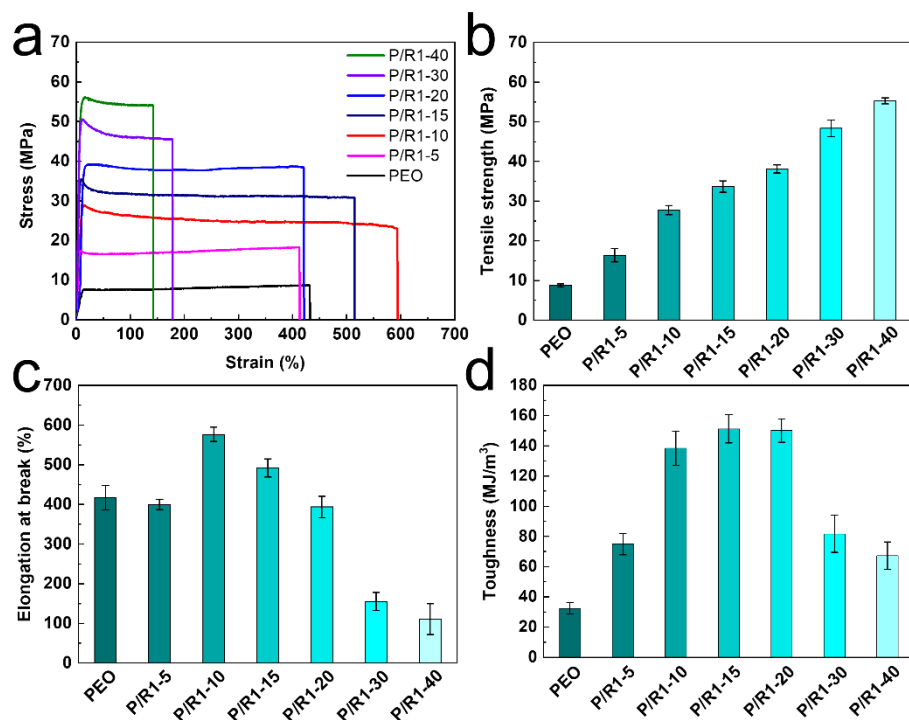 a
70
60
50
40
30
20
10
0
Stress (MPa)
P/R1-40
P/R1-30
P/R1-20
P/R1-15
P/R1-10
P/R1-5
PEO
0 100 200 300 400 500 600 700
Strain (%)
b
70
60
50
40
30
20
10
0
Tensile strength (MPa)
PEO P/R1-5 P/R1-10 P/R1-15 P/R1-20 P/R1-30 P/R1-40
c
700
600
500
400
300
200
100
0
Elongation at break (%)
PEO P/R1-5 P/R1-10 P/R1-15 P/R1-20 P/R1-30 P/R1-40
d
180
160
140
120
100
80
60
40
20
0
Toughness (MJ/m³)
PEO P/R1-5 P/R1-10 P/R1-15 P/R1-20 P/R1-30 P/R1-40